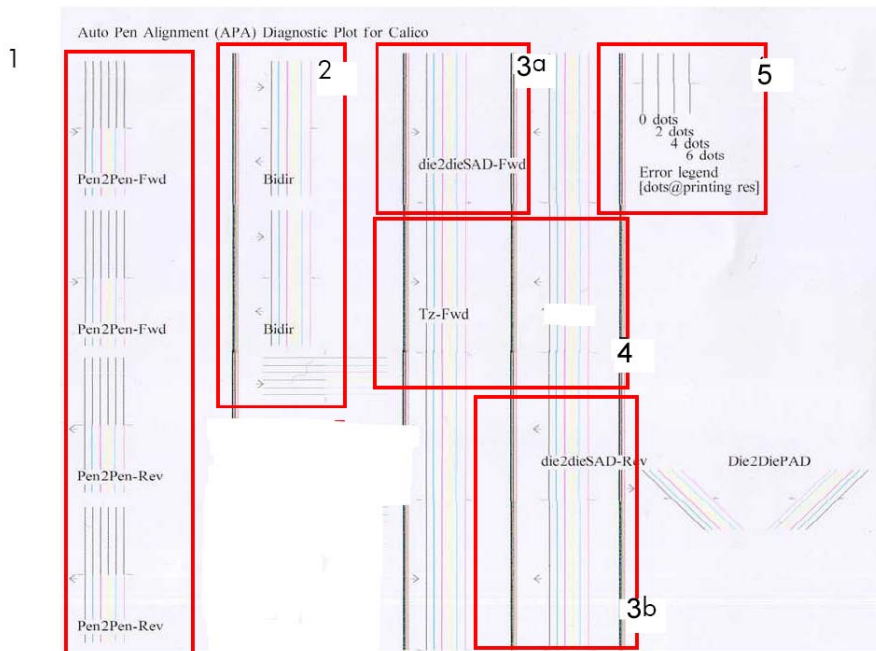 Auto Pen Alignment (APA) Diagnostic Plot for Calico
1
2
3a
5
0 dots
2 dots
4 dots
6 dots
Error legend
[dots@printing res]
Pen2Pen-Fwd
Bidir
die2dieSAD-Fwd
Pen2Pen-Fwd
Bidir
Tz-Fwd
4
Pen2Pen-Rev
die2dieSAD-Rev
Die2DiePAD
Pen2Pen-Rev
3b